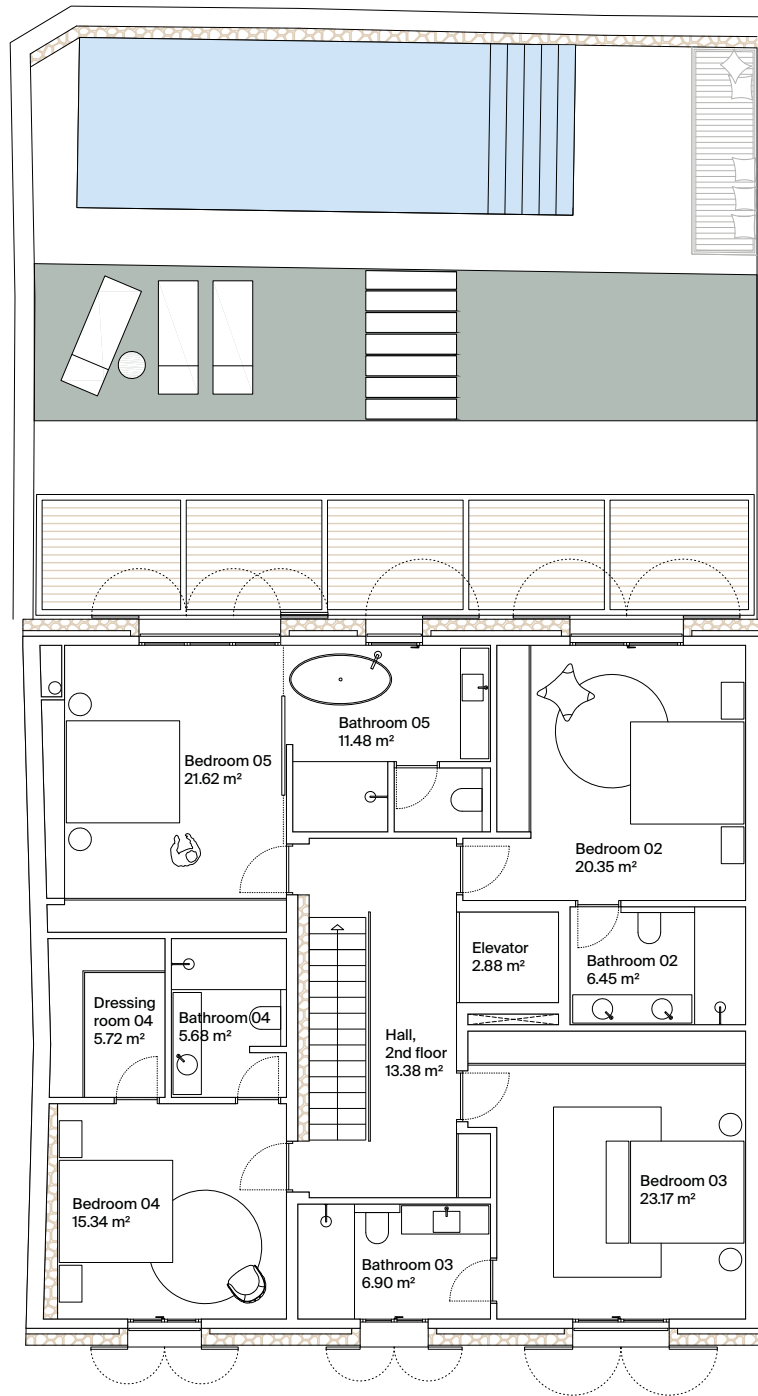 Bathroom 05
11.48 m²
Bedroom 05
21.62 m²
Bedroom 02
20.35 m²
Elevator
2.88 m²
Bathroom 02
6.45 m²
Dressing
room 04
5.72 m²
Bathroom 04
5.68 m²
Hall,
2nd floor
13.38 m²
Bedroom 03
23.17 m²
Bedroom 04
15.34 m²
Bathroom 03
6.90 m²